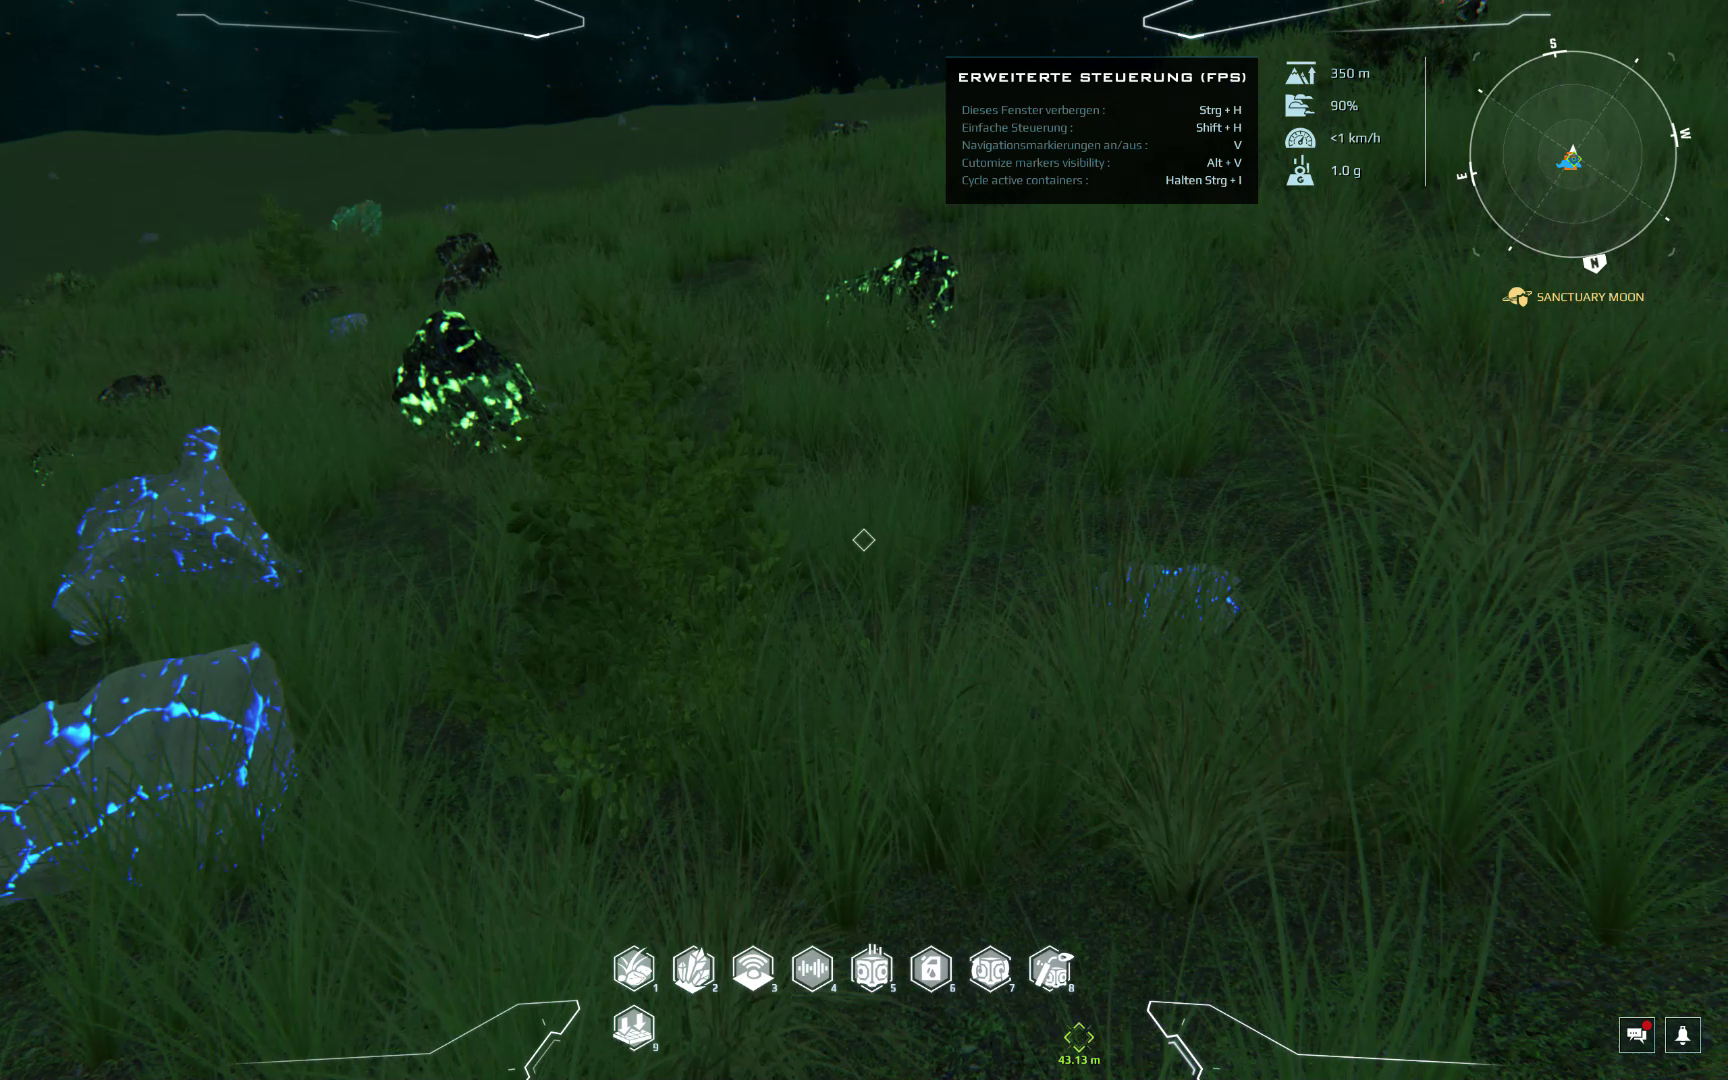 S
W
E
N
ERWEITERTE STEUERUNG (FPS)
Dieses Fenster verbergen : Strg + H
Einfache Steuerung : Shift + H
Navigationsmarkierungen an/aus : V
Cutomize markers visibility : Alt + V
Cycle active containers : Halten Strg + I
350 m
90%
<1 km/h
1.0 g
G
SANCTUARY MOON
1
2
3
4
5
6
7
8
9
43.13 m